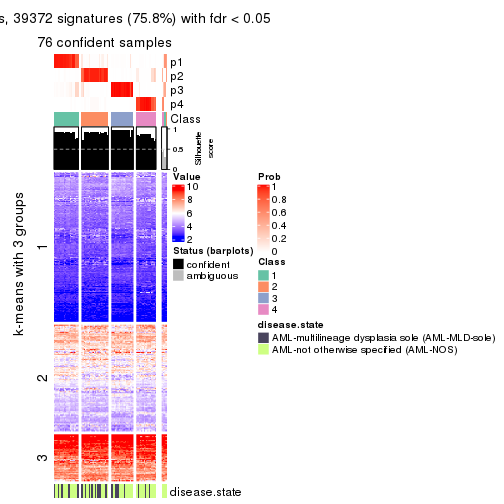 s, 39372 signatures (75.8%) with fdr < 0.05
76 confident samples
p1
p2
p3
p4
Class
1
0.5
0
Silhouette
score
k-means with 3 groups
1
2
3
Value
10
8
6
4
2
Status (barplots)
confident
ambiguous
Prob
1
0.8
0.6
0.4
0.2
0
Class
1
2
3
4
disease.state
AML-multilineage dysplasia sole (AML-MLD-sole)
AML-not otherwise specified (AML-NOS)
disease.state